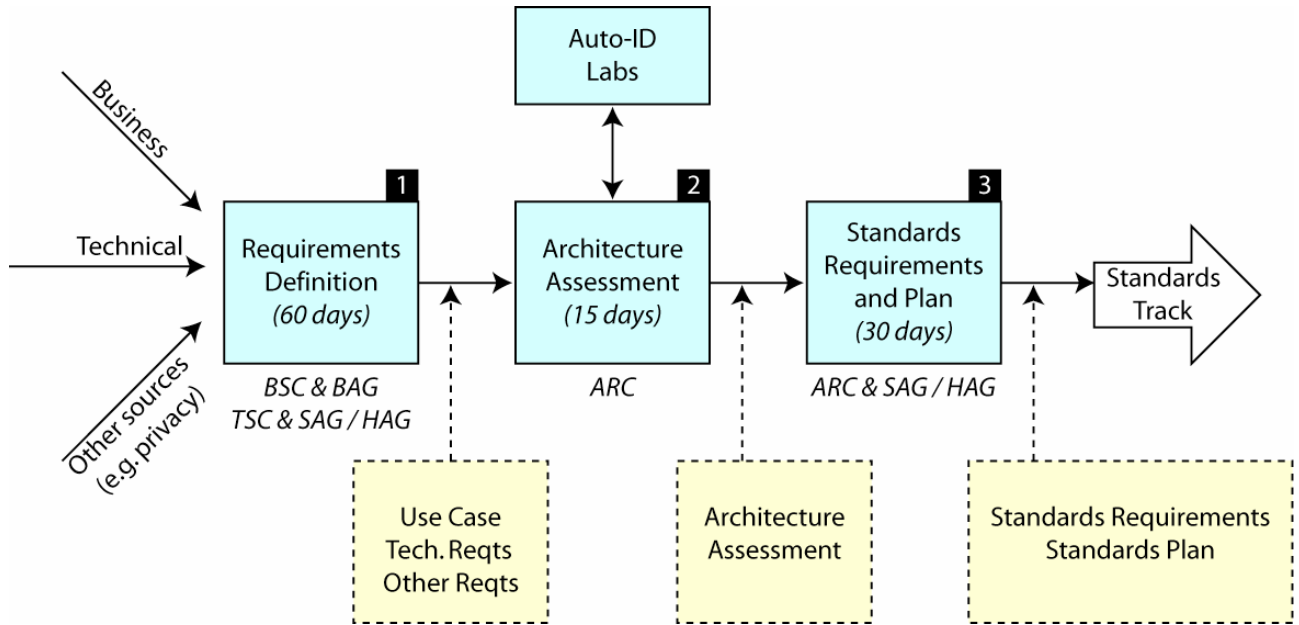 Auto-ID
Labs
Business
Technical
Other sources
(e.g. privacy)
1
Requirements
Definition
(60 days)
BSC & BAG
TSC & SAG / HAG
2
Architecture
Assessment
(15 days)
ARC
3
Standards
Requirements
and Plan
(30 days)
ARC & SAG / HAG
Standards
Track
Use Case
Tech. Reqts
Other Reqts
Architecture
Assessment
Standards Requirements
Standards Plan